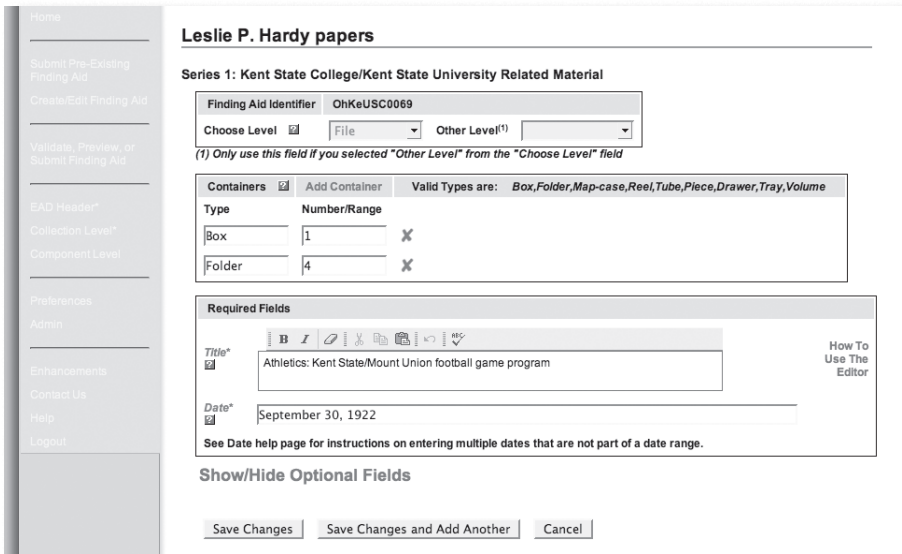 Home
Submit Pre-Existing
Finding Aid
Create/Edit Finding Aid
Validate, Preview, or
Submit Finding Aid
EAD Header*
Collection Level*
Component Level
Preferences
Admin
Enhancements
Contact Us
Help
Logout
Leslie P. Hardy papers
Series 1: Kent State College/Kent State University Related Material
Finding Aid Identifier OhKeUSC0069
Choose Level ? File Other Level(1)
(1) Only use this field if you selected "Other Level" from the "Choose Level" field
Containers ? Add Container Valid Types are: Box,Folder,Map-case,Reel,Tube,Piece,Drawer,Tray,Volume
Type Number/Range
Box 1 ✘
Folder 4 ✘
Required Fields
B I ABC
Title*
?
Athletics: Kent State/Mount Union football game program
How To
Use The
Editor
Date*
?
September 30, 1922
See Date help page for instructions on entering multiple dates that are not part of a date range.
Show/Hide Optional Fields
Save Changes Save Changes and Add Another Cancel